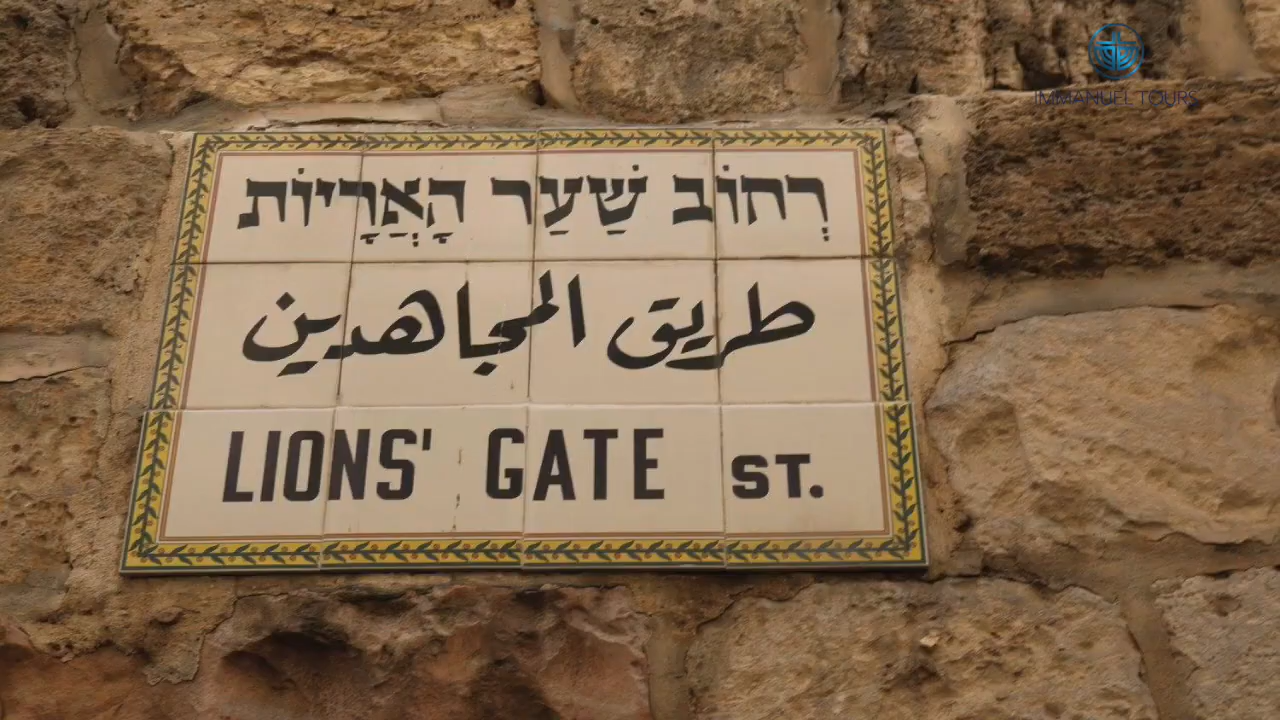 IMMANUEL TOURS
רְחוֹב שַׁעַר הָאֲרָיוֹת
طريق المجاهدين
LIONS' GATE ST.